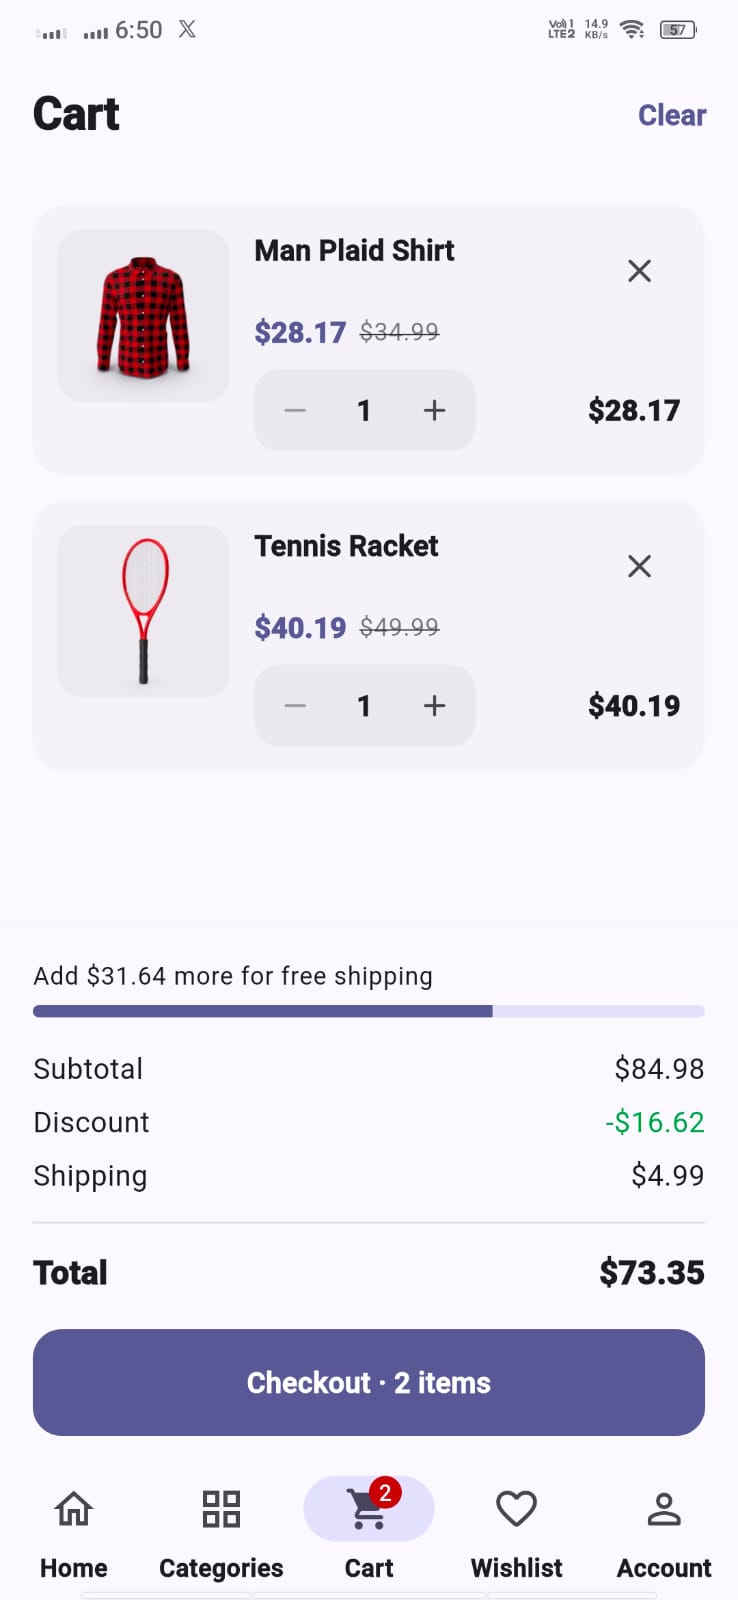 6:50
Vo)) 1
LTE2
14.9
KB/s
57
Cart
Clear
Man Plaid Shirt
$28.17 $34.99
1
$28.17
Tennis Racket
$40.19 $49.99
1
$40.19
Add $31.64 more for free shipping
Subtotal $84.98
Discount -$16.62
Shipping $4.99
Total $73.35
Checkout · 2 items
2
Home Categories Cart Wishlist Account